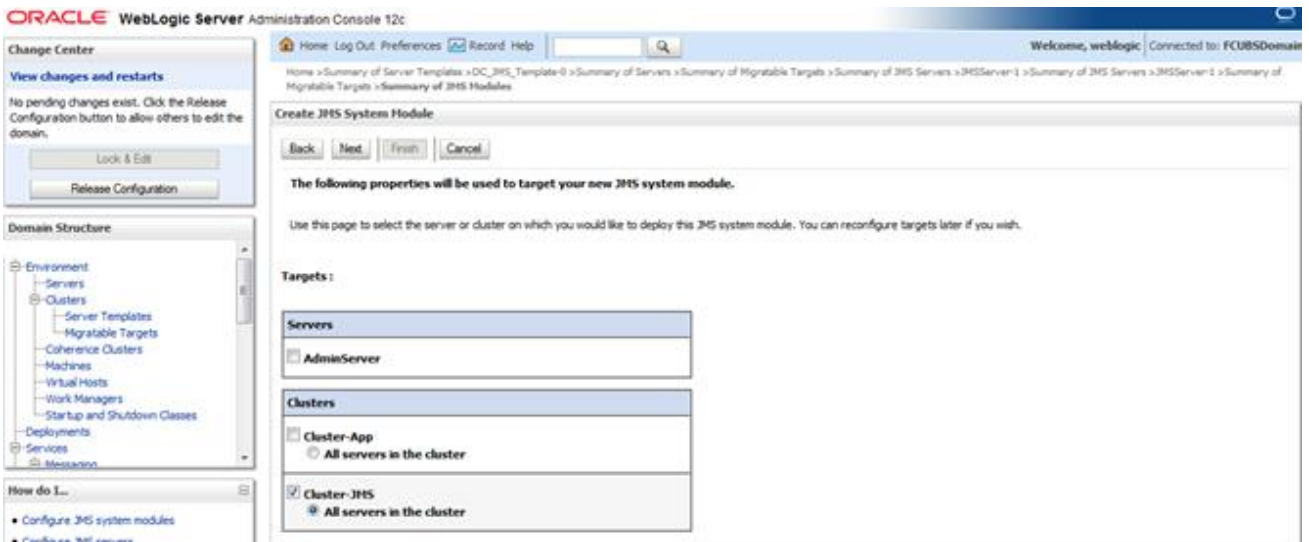 ORACLE WebLogic Server Administration Console 12c
Change Center
View changes and restarts
No pending changes exist. Click the Release
Configuration button to allow others to edit the
domain.
Lock & Edit
Release Configuration
Domain Structure
Environment
Servers
Clusters
Server Templates
Migratable Targets
Coherence Clusters
Machines
Virtual Hosts
Work Managers
Startup and Shutdown Classes
Deployments
Services
Messaging
How do I...
Configure JMS system modules
Configure JMS servers
Home Log Out Preferences Record Help
Welcome, weblogic Connected to: FCUBSDomain
Home >Summary of Server Templates >DC_JMS_Template-0 >Summary of Servers >Summary of Migratable Targets >Summary of JMS Servers >JMSServer-1 >Summary of JMS Servers >JMSServer-1 >Summary of
Migratable Targets >Summary of JMS Modules
Create JMS System Module
Back Next Finish Cancel
The following properties will be used to target your new JMS system module.
Use this page to select the server or cluster on which you would like to deploy this JMS system module. You can reconfigure targets later if you wish.
Targets :
Servers
AdminServer
Clusters
Cluster-App
All servers in the cluster
Cluster-JMS
All servers in the cluster